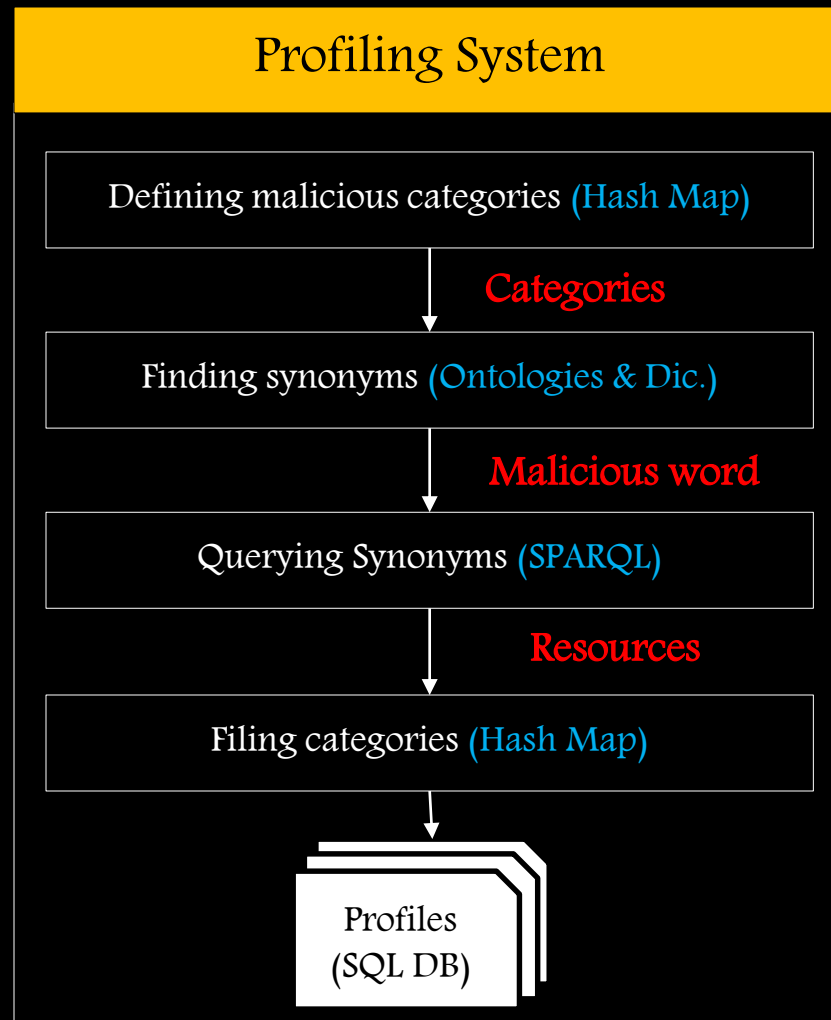 Profiling System
Defining malicious categories (Hash Map)
Categories
Finding synonyms (Ontologies & Dic.)
Malicious word
Querying Synonyms (SPARQL)
Resources
Filing categories (Hash Map)
Profiles
(SQL DB)